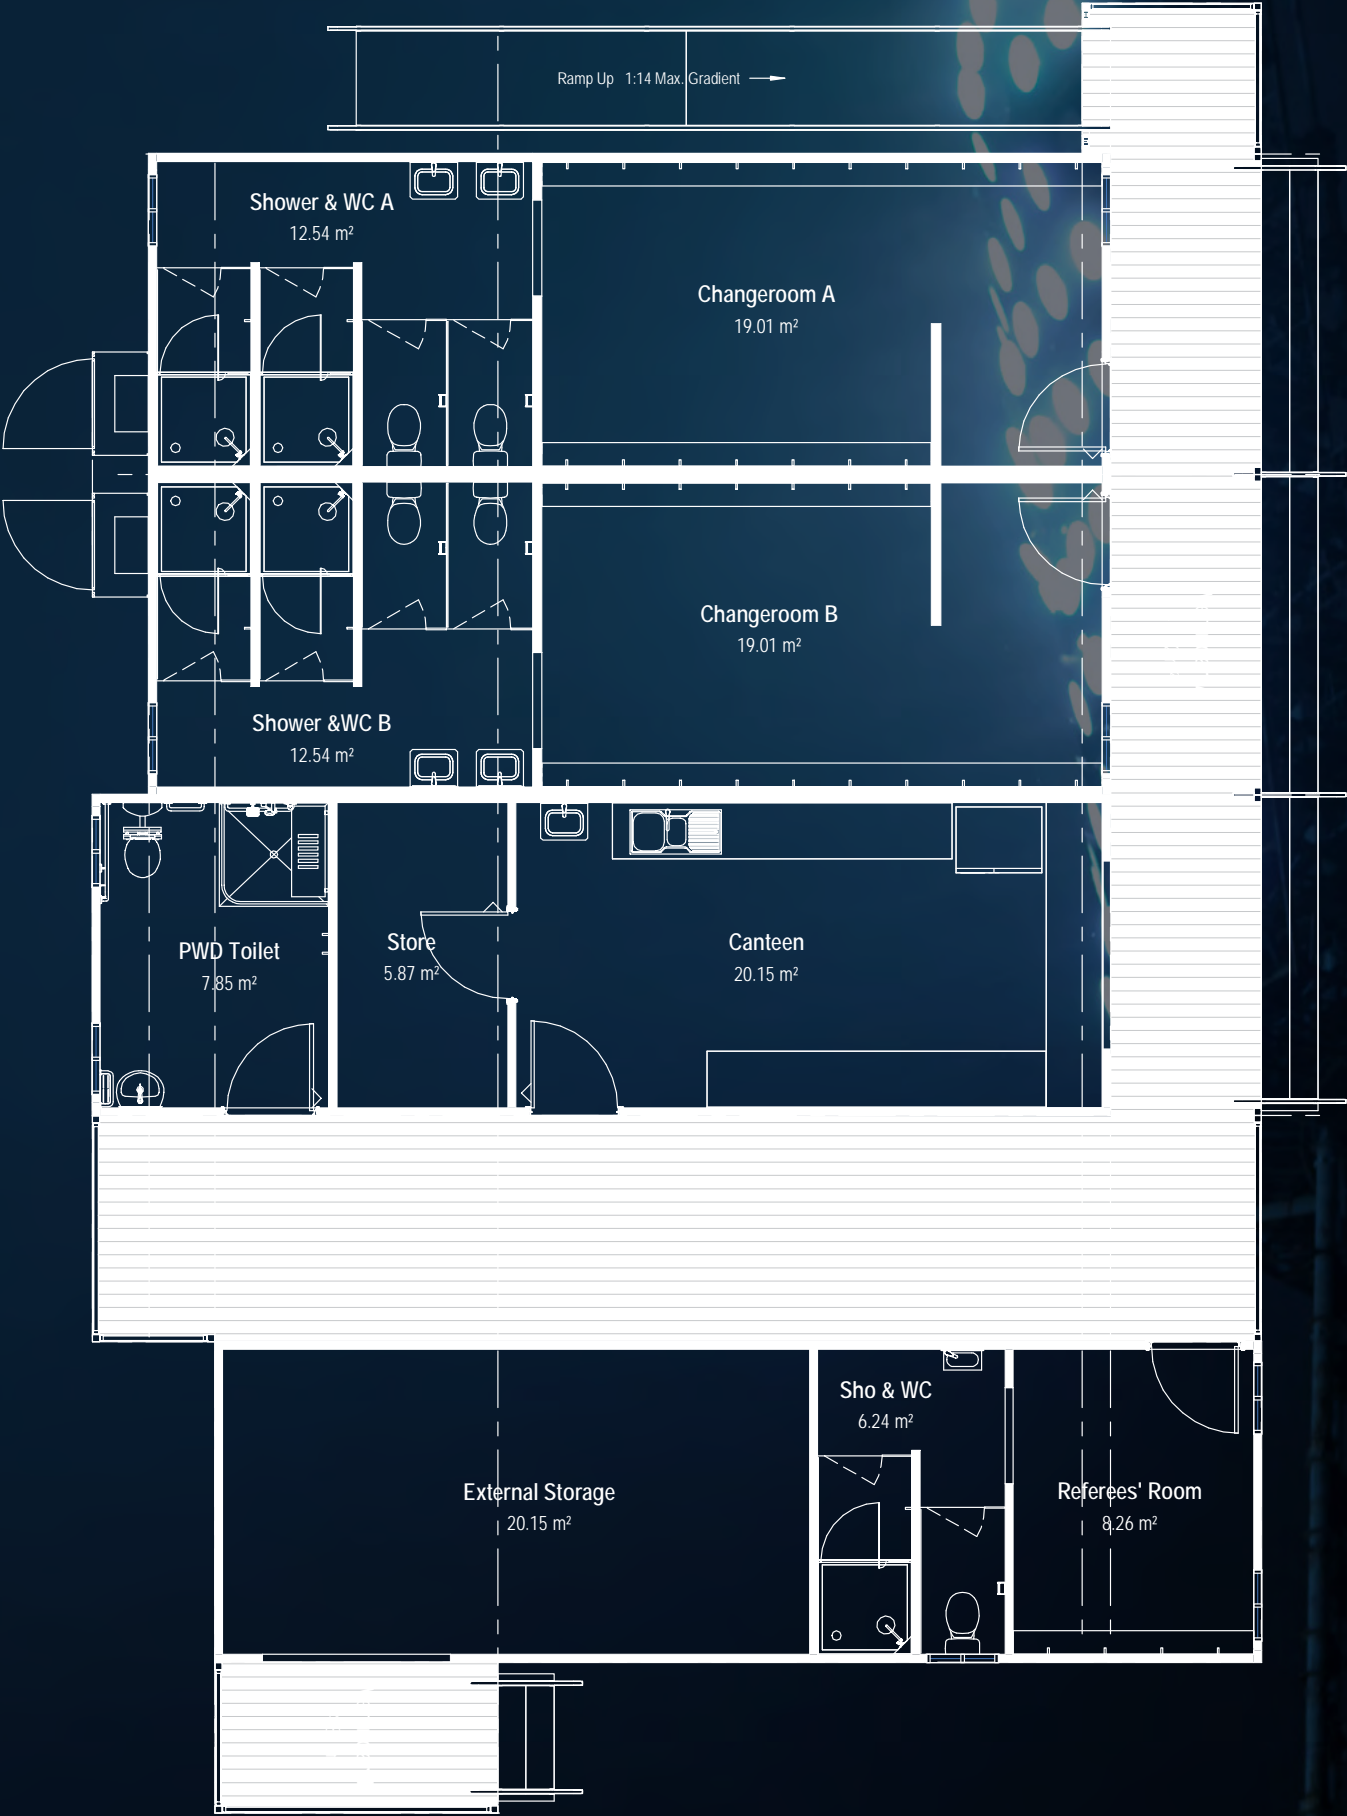 Ramp Up 1:14 Max. Gradient
Shower & WC A
12.54 m²
Changeroom A
19.01 m²
Changeroom B
19.01 m²
Shower &WC B
12.54 m²
PWD Toilet
7.85 m²
Store
5.87 m²
Canteen
20.15 m²
Sho & WC
6.24 m²
External Storage
20.15 m²
Referees' Room
8.26 m²